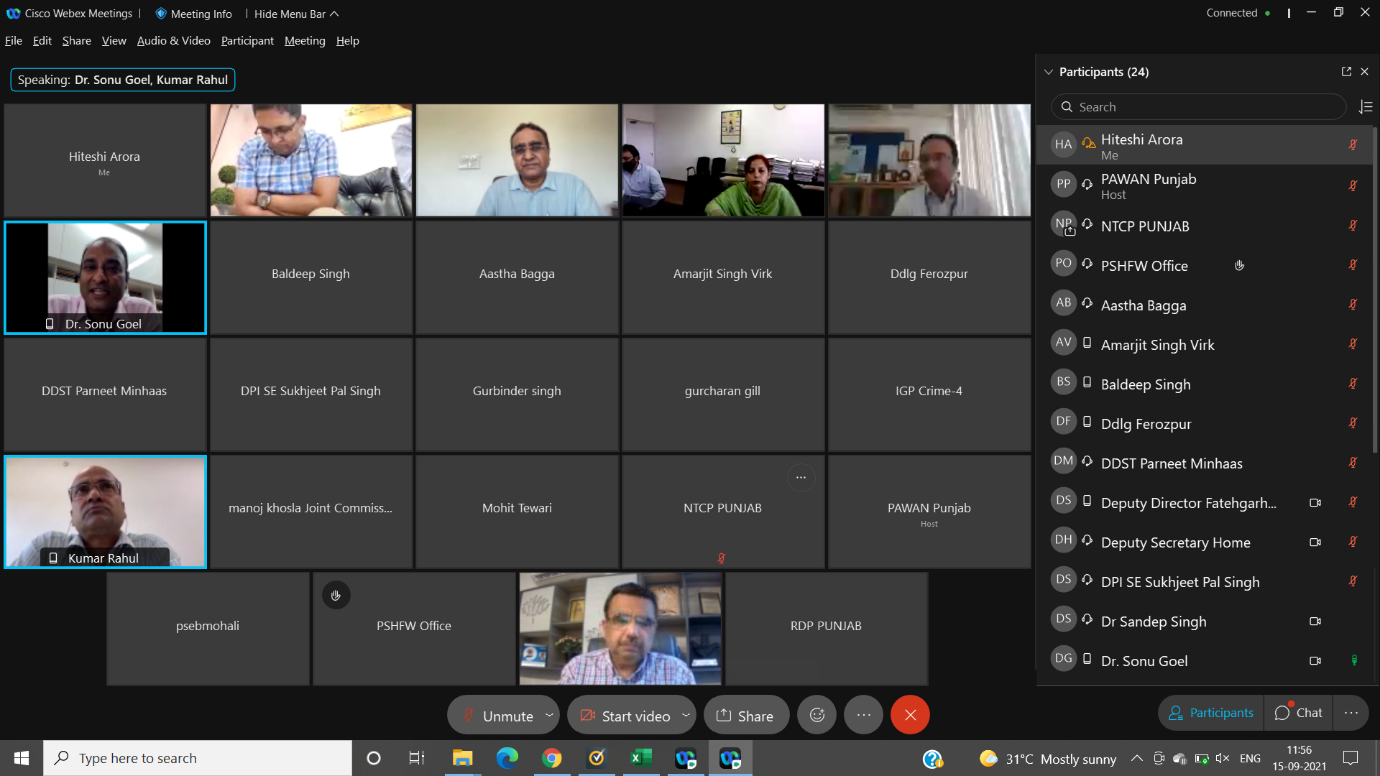 Cisco Webex Meetings
Meeting Info
Hide Menu Bar
Connected
File Edit Share View Audio & Video Participant Meeting Help
Speaking: Dr. Sonu Goel, Kumar Rahul
Hiteshi Arora
Me
Dr. Sonu Goel
Baldeep Singh
Aastha Bagga
Amarjit Singh Virk
Ddlg Ferozpur
DDST Parneet Minhaas
DPI SE Sukhjeet Pal Singh
Gurbinder singh
gurcharan gill
IGP Crime-4
Kumar Rahul
manoj khosla Joint Commiss...
Mohit Tewari
NTCP PUNJAB
PAWAN Punjab
Host
psebmohali
PSHFW Office
RDP PUNJAB
Participants (24)
Search
HA Hiteshi Arora
Me
PP PAWAN Punjab
Host
NP NTCP PUNJAB
PO PSHFW Office
AB Aastha Bagga
AV Amarjit Singh Virk
BS Baldeep Singh
DF Ddlg Ferozpur
DM DDST Parneet Minhaas
DS Deputy Director Fatehgarh...
DH Deputy Secretary Home
DS DPI SE Sukhjeet Pal Singh
DS Dr Sandep Singh
DG Dr. Sonu Goel
Unmute
Start video
Share
Participants
Chat
Type here to search
31°C Mostly sunny
ENG
11:56
15-09-2021